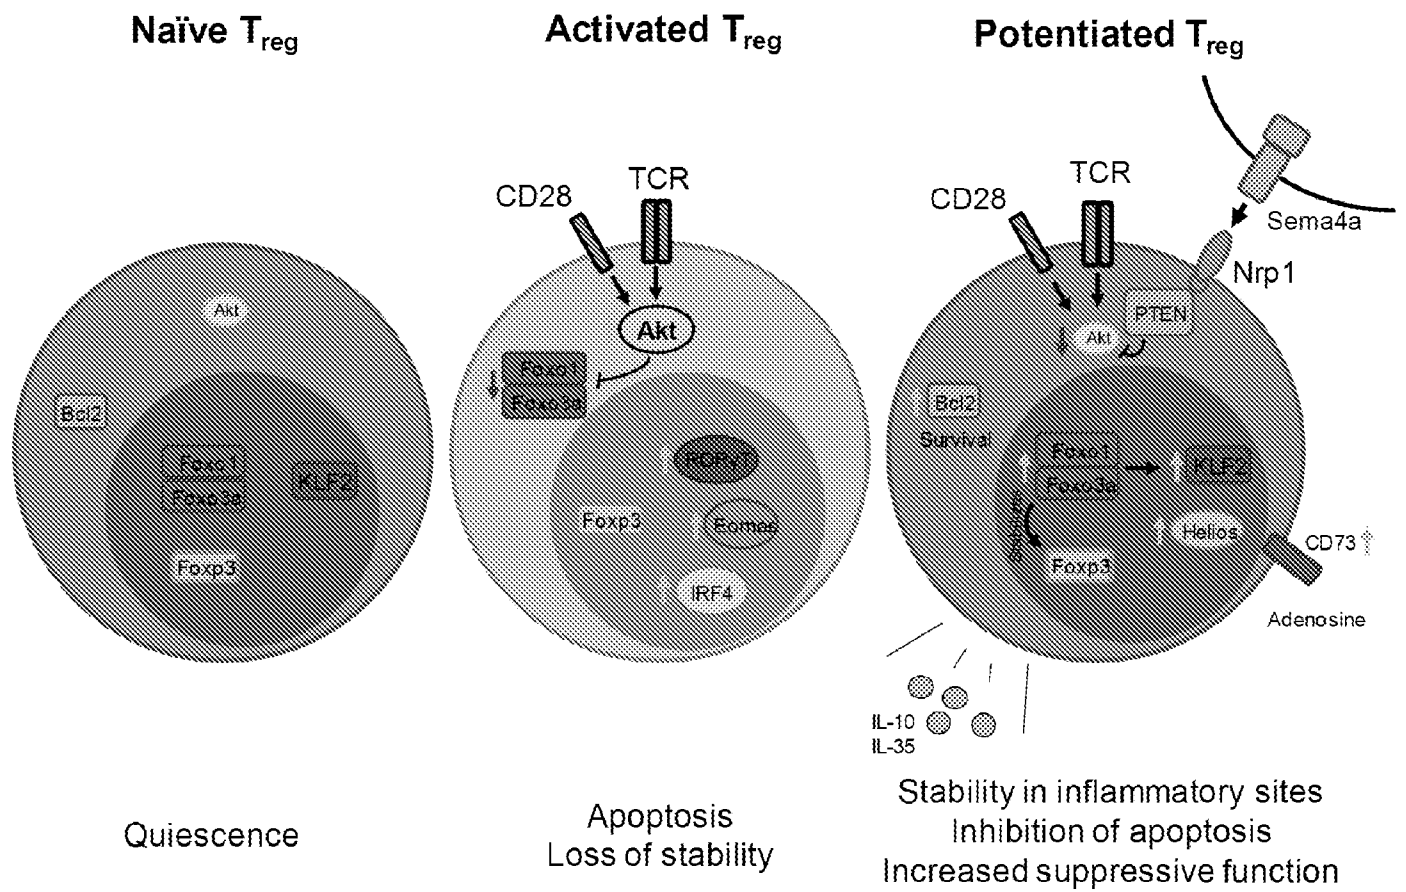 Naïve Treg
Quiescence
Akt
Bcl2
Foxo1
Foxo3a
KLF2
Foxp3
Activated Treg
CD28
TCR
Akt
Foxo1
Foxo3a
RORγT
Foxp3
Eomes
IRF4
Apoptosis
Loss of stability
Potentiated Treg
CD28
TCR
Sema4a
Nrp1
PTEN
Akt
Bcl2
Survival
Foxo1
Foxo3a
KLF2
Helios
Foxp3
CD73
Adenosine
IL-10
IL-35
Stability in inflammatory sites
Inhibition of apoptosis
Increased suppressive function